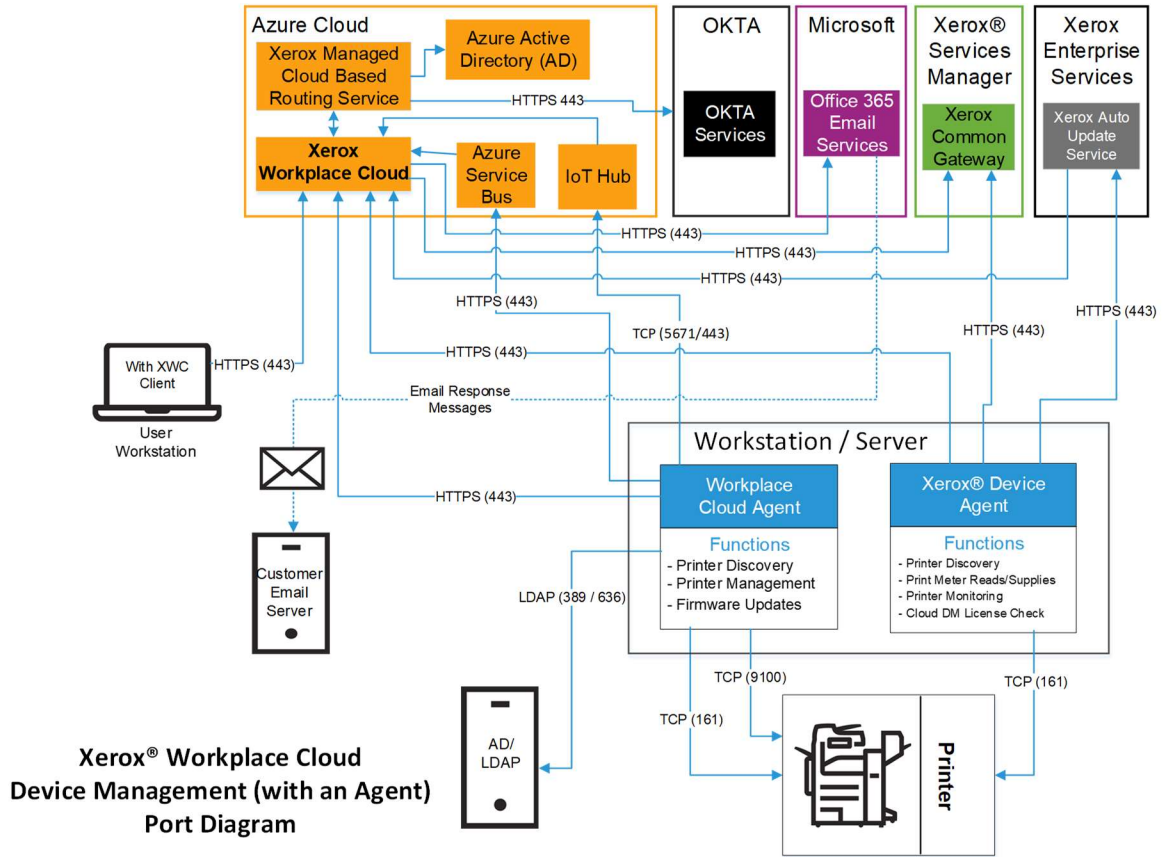 Azure Cloud
Xerox Managed
Cloud Based
Routing Service
Azure Active
Directory (AD)
HTTPS 443
Xerox
Workplace Cloud
Azure
Service
Bus
IoT Hub
OKTA
OKTA
Services
Microsoft
Office 365
Email
Services
Xerox®
Services
Manager
Xerox
Common
Gateway
Xerox
Enterprise
Services
Xerox Auto
Update
Service
HTTPS (443)
HTTPS (443)
HTTPS (443)
HTTPS (443)
HTTPS (443)
HTTPS (443)
TCP (5671/443)
HTTPS (443)
With XWC
Client
HTTPS (443)
User
Workstation
Email Response
Messages
HTTPS (443)
Customer
Email
Server
Workstation / Server
Workplace
Cloud Agent
Functions
- Printer Discovery
- Printer Management
- Firmware Updates
Xerox® Device
Agent
Functions
- Printer Discovery
- Print Meter Reads/Supplies
- Printer Monitoring
- Cloud DM License Check
LDAP (389 / 636)
TCP (9100)
TCP (161)
TCP (161)
AD/
LDAP
Printer
Xerox® Workplace Cloud
Device Management (with an Agent)
Port Diagram